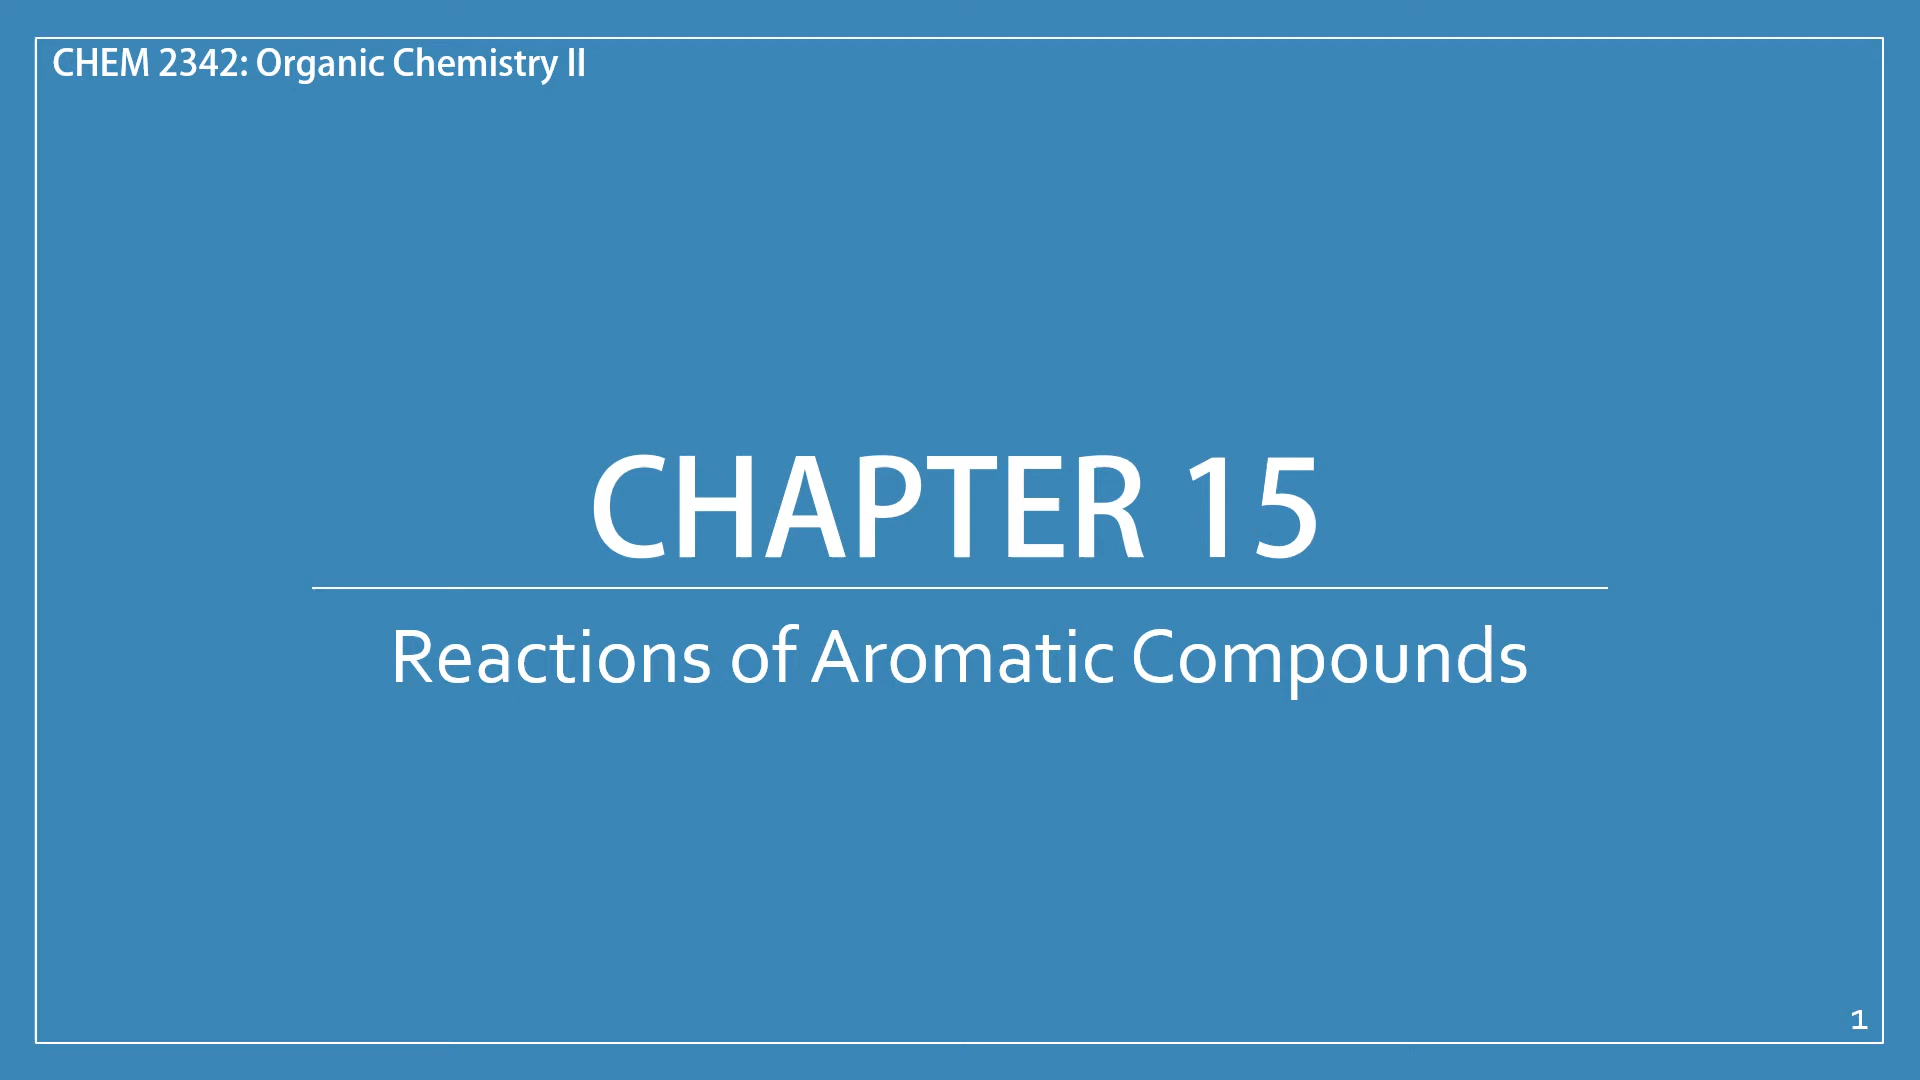 CHEM 2342: Organic Chemistry II
CHAPTER 15
Reactions of Aromatic Compounds
1